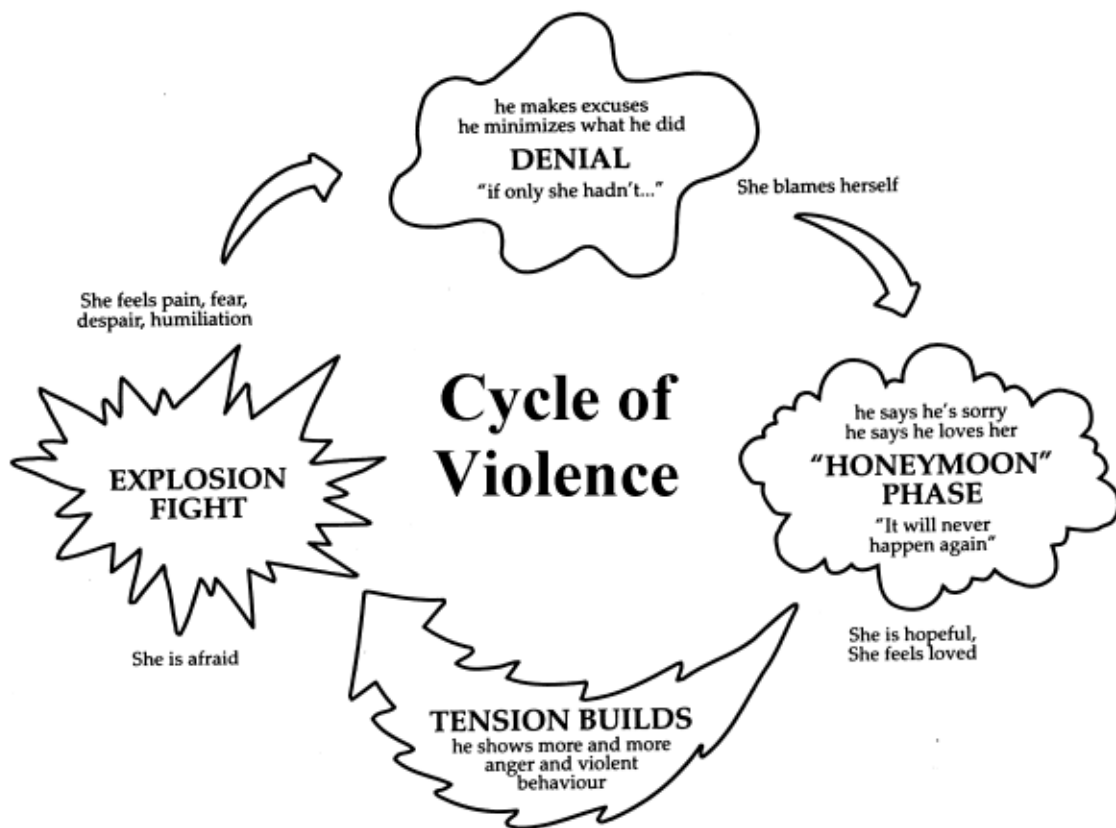 he makes excuses
he minimizes what he did
DENIAL
"if only she hadn't..."
She blames herself
She feels pain, fear,
despair, humiliation
Cycle of
Violence
he says he's sorry
he says he loves her
"HONEYMOON"
PHASE
"It will never
happen again"
EXPLOSION
FIGHT
She is hopeful,
She feels loved
She is afraid
TENSION BUILDS
he shows more and more
anger and violent
behaviour